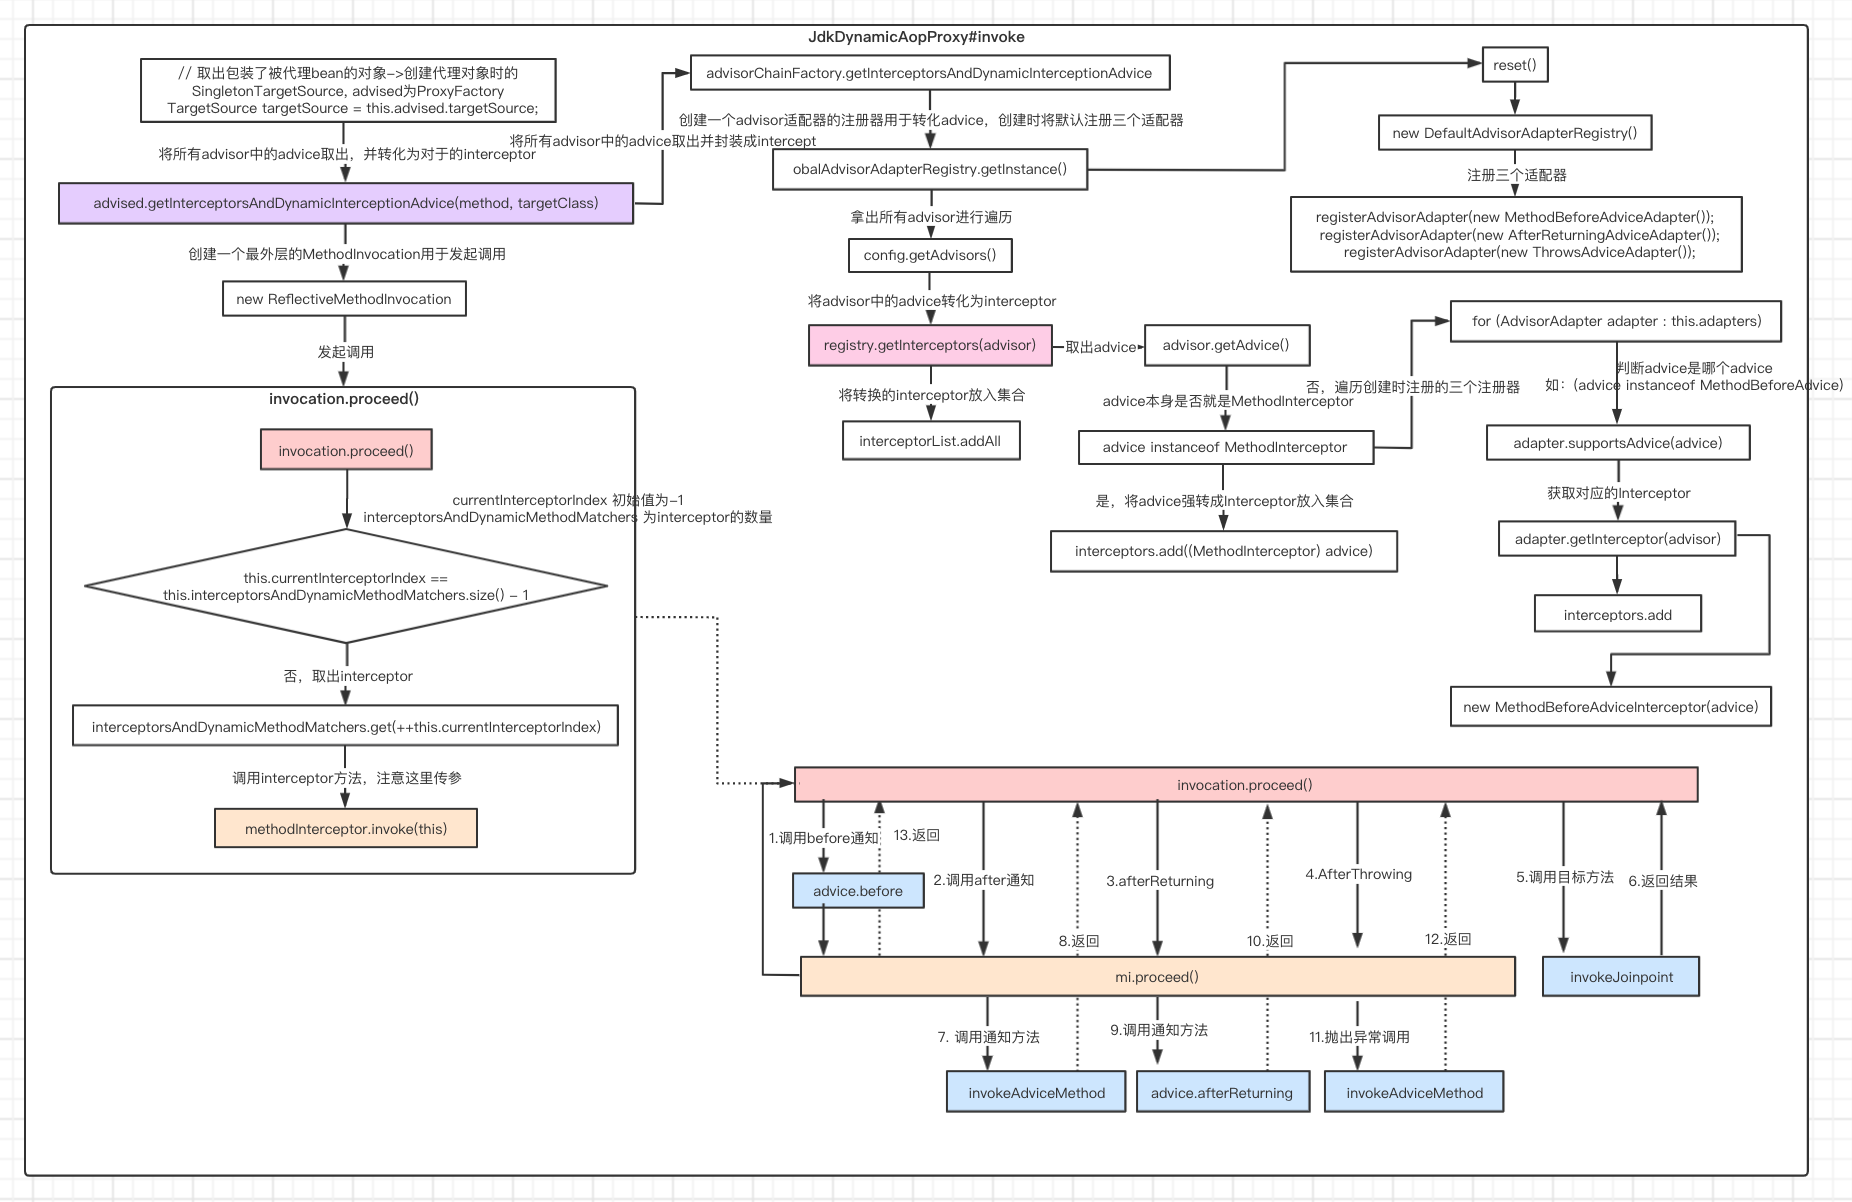 JdkDynamicAopProxy#invoke
// 取出包装了被代理bean的对象->创建代理对象时的
SingletonTargetSource, advised为ProxyFactory
TargetSource targetSource = this.advised.targetSource;
将所有advisor中的advice取出，并转化为对于的interceptor
advised.getInterceptorsAndDynamicInterceptionAdvice(method, targetClass)
创建一个最外层的MethodInvocation用于发起调用
new ReflectiveMethodInvocation
发起调用
invocation.proceed()
invocation.proceed()
currentInterceptorIndex 初始值为-1
interceptorsAndDynamicMethodMatchers 为interceptor的数量
this.currentInterceptorIndex ==
this.interceptorsAndDynamicMethodMatchers.size() - 1
否，取出interceptor
interceptorsAndDynamicMethodMatchers.get(++this.currentInterceptorIndex)
调用interceptor方法，注意这里传参
methodInterceptor.invoke(this)
将所有advisor中的advice取出并封装成intercept
advisorChainFactory.getInterceptorsAndDynamicInterceptionAdvice
创建一个advisor适配器的注册器用于转化advice，创建时将默认注册三个适配器
obalAdvisorAdapterRegistry.getInstance()
拿出所有advisor进行遍历
config.getAdvisors()
将advisor中的advice转化为interceptor
registry.getInterceptors(advisor)
将转换的interceptor放入集合
interceptorList.addAll
取出advice
advisor.getAdvice()
advice本身是否就是MethodInterceptor
advice instanceof MethodInterceptor
是，将advice强转成Interceptor放入集合
interceptors.add((MethodInterceptor) advice)
reset()
new DefaultAdvisorAdapterRegistry()
注册三个适配器
registerAdvisorAdapter(new MethodBeforeAdviceAdapter());
registerAdvisorAdapter(new AfterReturningAdviceAdapter());
registerAdvisorAdapter(new ThrowsAdviceAdapter());
否，遍历创建时注册的三个注册器
for (AdvisorAdapter adapter : this.adapters)
判断advice是哪个advice
如：(advice instanceof MethodBeforeAdvice)
adapter.supportsAdvice(advice)
获取对应的Interceptor
adapter.getInterceptor(advisor)
interceptors.add
new MethodBeforeAdviceInterceptor(advice)
invocation.proceed()
1.调用before通知
13.返回
advice.before
2.调用after通知
3.afterReturning
4.AfterThrowing
5.调用目标方法
6.返回结果
8.返回
10.返回
12.返回
mi.proceed()
invokeJoinpoint
7. 调用通知方法
9.调用通知方法
11.抛出异常调用
invokeAdviceMethod
advice.afterReturning
invokeAdviceMethod